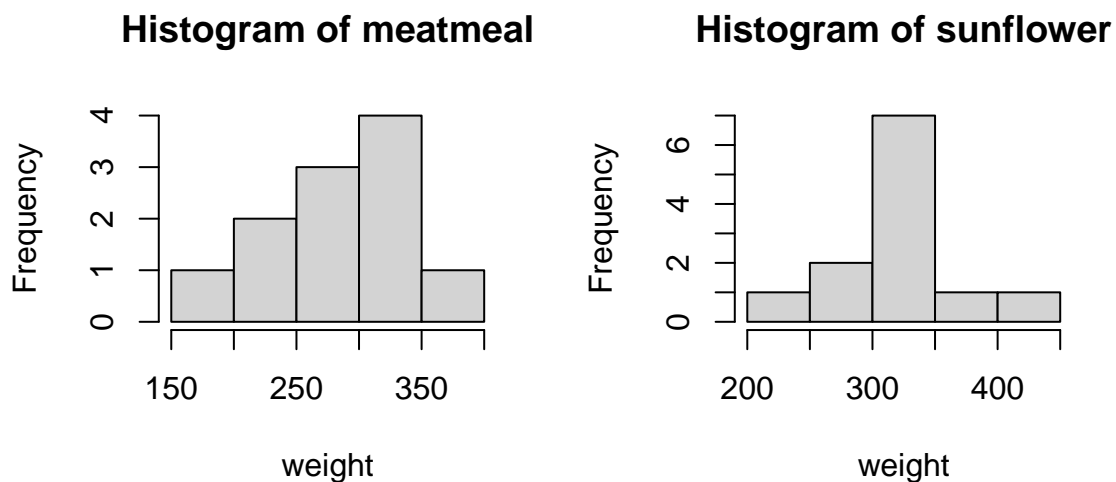 Histogram of meatmeal
Frequency
4
3
2
1
0
150
250
350
weight
Histogram of sunflower
Frequency
6
4
2
0
200
300
400
weight